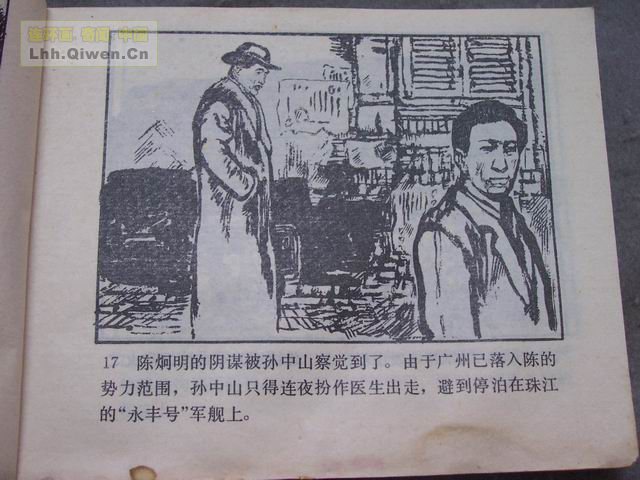 连环画·奇闻·中国
Lhh.Qiwen.Cn
17 陈炯明的阴谋被孙中山察觉到了。由于广州已落入陈的
势力范围，孙中山只得连夜扮作医生出走，避到停泊在珠江
的“永丰号”军舰上。